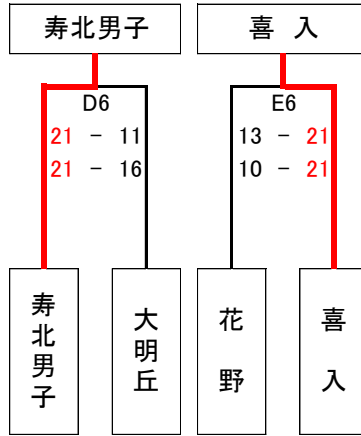 寿北男子
喜 入
D6
21 - 11
21 - 16
E6
13 - 21
10 - 21
寿北男子
大明丘
花 野
喜 入